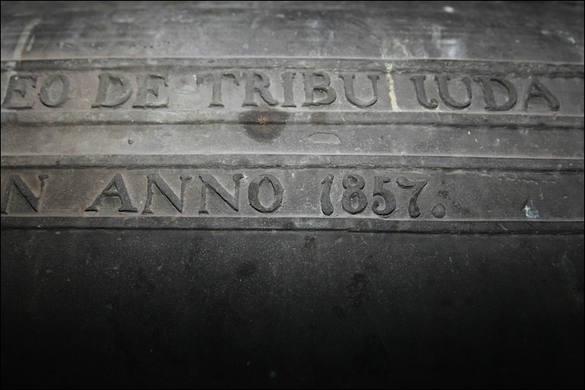 EO DE TRIBU IUDA
N ANNO 1857.